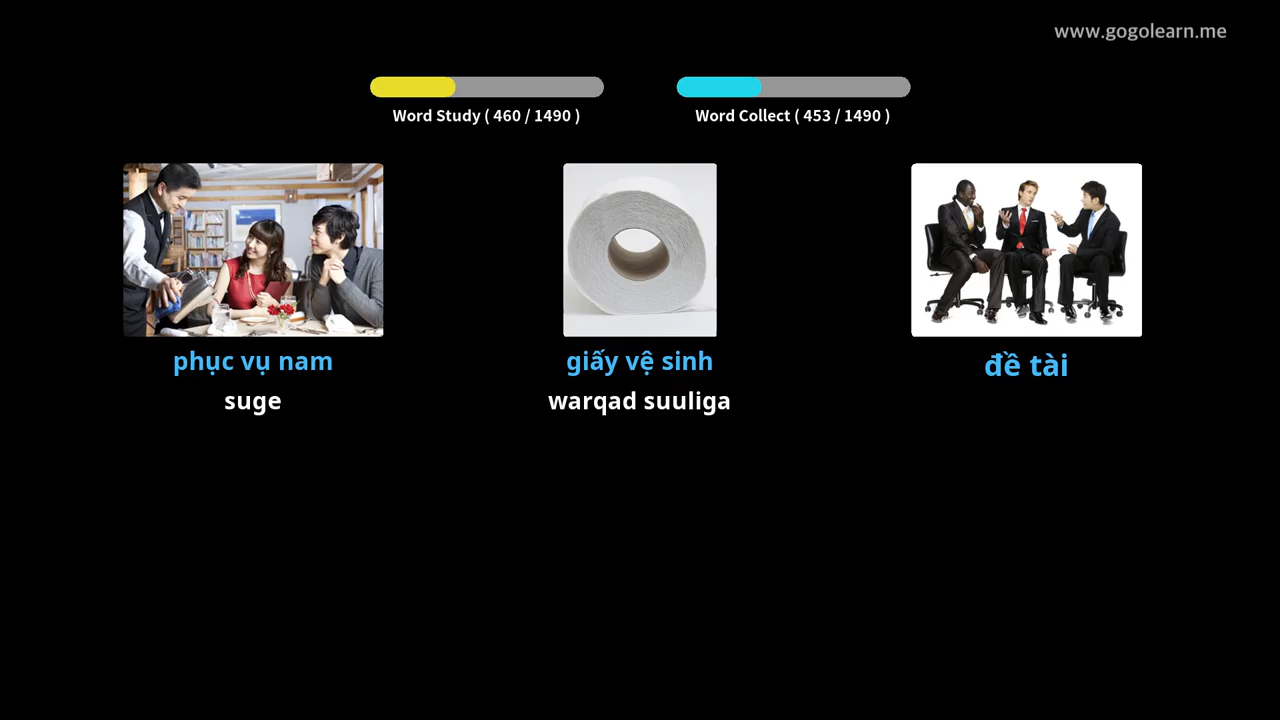 www.gogolearn.me
Word Study ( 460 / 1490 )
Word Collect ( 453 / 1490 )
phục vụ nam
giấy vệ sinh
đề tài
suge
warqad suuliga